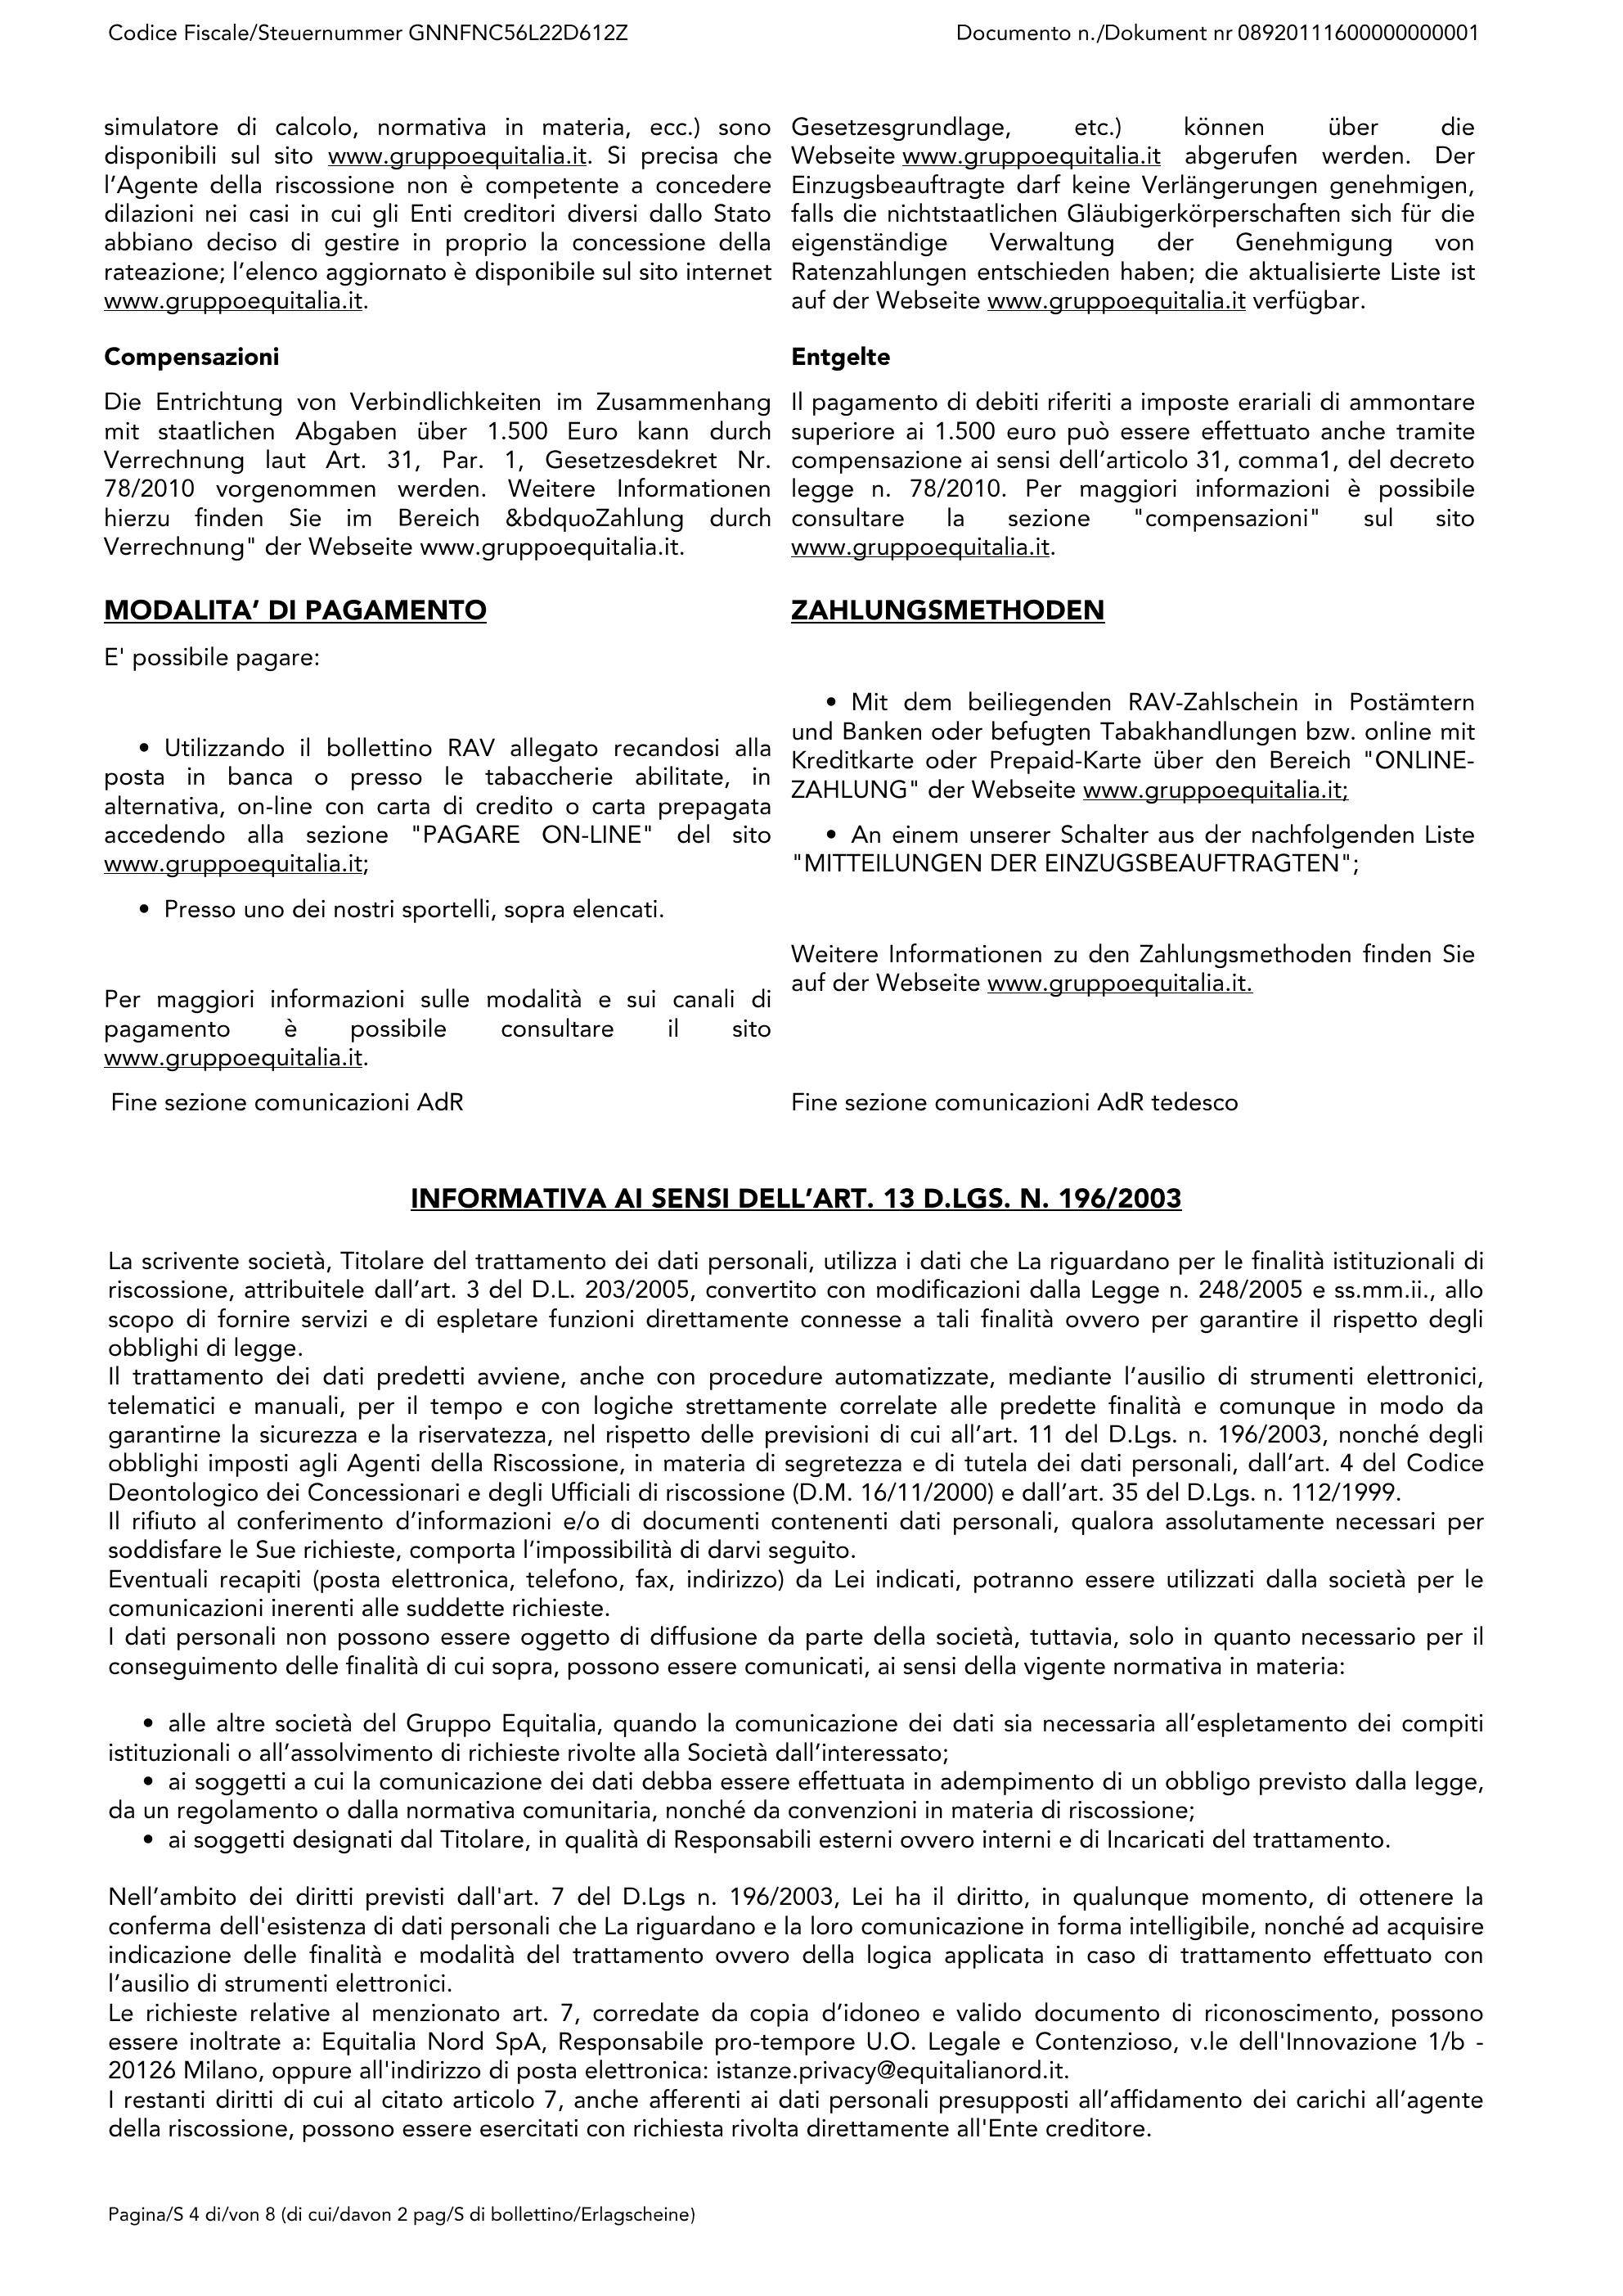 Codice Fiscale/Steuernummer GNNFNC56L22D612Z
Documento n./Dokument nr 08920111600000000001
simulatore di calcolo, normativa in materia, ecc.) sono
disponibili sul sito www.gruppoequitalia.it. Si precisa che
l’Agente della riscossione non è competente a concedere
dilazioni nei casi in cui gli Enti creditori diversi dallo Stato
abbiano deciso di gestire in proprio la concessione della
rateazione; l’elenco aggiornato è disponibile sul sito internet
www.gruppoequitalia.it.
Compensazioni
Die Entrichtung von Verbindlichkeiten im Zusammenhang
mit staatlichen Abgaben über 1.500 Euro kann durch
Verrechnung laut Art. 31, Par. 1, Gesetzesdekret Nr.
78/2010 vorgenommen werden. Weitere Informationen
hierzu finden Sie im Bereich &bdquoZahlung durch
Verrechnung" der Webseite www.gruppoequitalia.it.
MODALITA’ DI PAGAMENTO
E' possibile pagare:
• Utilizzando il bollettino RAV allegato recandosi alla
posta in banca o presso le tabaccherie abilitate, in
alternativa, on-line con carta di credito o carta prepagata
accedendo alla sezione "PAGARE ON-LINE" del sito
www.gruppoequitalia.it;
• Presso uno dei nostri sportelli, sopra elencati.
Per maggiori informazioni sulle modalità e sui canali di
pagamento è possibile consultare il sito
www.gruppoequitalia.it.
Fine sezione comunicazioni AdR
Gesetzesgrundlage, etc.) können über die
Webseite www.gruppoequitalia.it abgerufen werden. Der
Einzugsbeauftragte darf keine Verlängerungen genehmigen,
falls die nichtstaatlichen Gläubigerkörperschaften sich für die
eigenständige Verwaltung der Genehmigung von
Ratenzahlungen entschieden haben; die aktualisierte Liste ist
auf der Webseite www.gruppoequitalia.it verfügbar.
Entgelte
Il pagamento di debiti riferiti a imposte erariali di ammontare
superiore ai 1.500 euro può essere effettuato anche tramite
compensazione ai sensi dell’articolo 31, comma1, del decreto
legge n. 78/2010. Per maggiori informazioni è possibile
consultare la sezione "compensazioni" sul sito
www.gruppoequitalia.it.
ZAHLUNGSMETHODEN
• Mit dem beiliegenden RAV-Zahlschein in Postämtern
und Banken oder befugten Tabakhandlungen bzw. online mit
Kreditkarte oder Prepaid-Karte über den Bereich "ONLINE-
ZAHLUNG" der Webseite www.gruppoequitalia.it;
• An einem unserer Schalter aus der nachfolgenden Liste
"MITTEILUNGEN DER EINZUGSBEAUFTRAGTEN";
Weitere Informationen zu den Zahlungsmethoden finden Sie
auf der Webseite www.gruppoequitalia.it.
Fine sezione comunicazioni AdR tedesco
INFORMATIVA AI SENSI DELL’ART. 13 D.LGS. N. 196/2003
La scrivente società, Titolare del trattamento dei dati personali, utilizza i dati che La riguardano per le finalità istituzionali di
riscossione, attribuitele dall’art. 3 del D.L. 203/2005, convertito con modificazioni dalla Legge n. 248/2005 e ss.mm.ii., allo
scopo di fornire servizi e di espletare funzioni direttamente connesse a tali finalità ovvero per garantire il rispetto degli
obblighi di legge.
Il trattamento dei dati predetti avviene, anche con procedure automatizzate, mediante l’ausilio di strumenti elettronici,
telematici e manuali, per il tempo e con logiche strettamente correlate alle predette finalità e comunque in modo da
garantirne la sicurezza e la riservatezza, nel rispetto delle previsioni di cui all’art. 11 del D.Lgs. n. 196/2003, nonché degli
obblighi imposti agli Agenti della Riscossione, in materia di segretezza e di tutela dei dati personali, dall’art. 4 del Codice
Deontologico dei Concessionari e degli Ufficiali di riscossione (D.M. 16/11/2000) e dall’art. 35 del D.Lgs. n. 112/1999.
Il rifiuto al conferimento d’informazioni e/o di documenti contenenti dati personali, qualora assolutamente necessari per
soddisfare le Sue richieste, comporta l’impossibilità di darvi seguito.
Eventuali recapiti (posta elettronica, telefono, fax, indirizzo) da Lei indicati, potranno essere utilizzati dalla società per le
comunicazioni inerenti alle suddette richieste.
I dati personali non possono essere oggetto di diffusione da parte della società, tuttavia, solo in quanto necessario per il
conseguimento delle finalità di cui sopra, possono essere comunicati, ai sensi della vigente normativa in materia:
• alle altre società del Gruppo Equitalia, quando la comunicazione dei dati sia necessaria all’espletamento dei compiti
istituzionali o all’assolvimento di richieste rivolte alla Società dall’interessato;
• ai soggetti a cui la comunicazione dei dati debba essere effettuata in adempimento di un obbligo previsto dalla legge,
da un regolamento o dalla normativa comunitaria, nonché da convenzioni in materia di riscossione;
• ai soggetti designati dal Titolare, in qualità di Responsabili esterni ovvero interni e di Incaricati del trattamento.
Nell’ambito dei diritti previsti dall'art. 7 del D.Lgs n. 196/2003, Lei ha il diritto, in qualunque momento, di ottenere la
conferma dell'esistenza di dati personali che La riguardano e la loro comunicazione in forma intelligibile, nonché ad acquisire
indicazione delle finalità e modalità del trattamento ovvero della logica applicata in caso di trattamento effettuato con
l’ausilio di strumenti elettronici.
Le richieste relative al menzionato art. 7, corredate da copia d’idoneo e valido documento di riconoscimento, possono
essere inoltrate a: Equitalia Nord SpA, Responsabile pro-tempore U.O. Legale e Contenzioso, v.le dell'Innovazione 1/b -
20126 Milano, oppure all'indirizzo di posta elettronica: istanze.privacy@equitalianord.it.
I restanti diritti di cui al citato articolo 7, anche afferenti ai dati personali presupposti all’affidamento dei carichi all’agente
della riscossione, possono essere esercitati con richiesta rivolta direttamente all'Ente creditore.
Pagina/S 4 di/von 8 (di cui/davon 2 pag/S di bollettino/Erlagscheine)